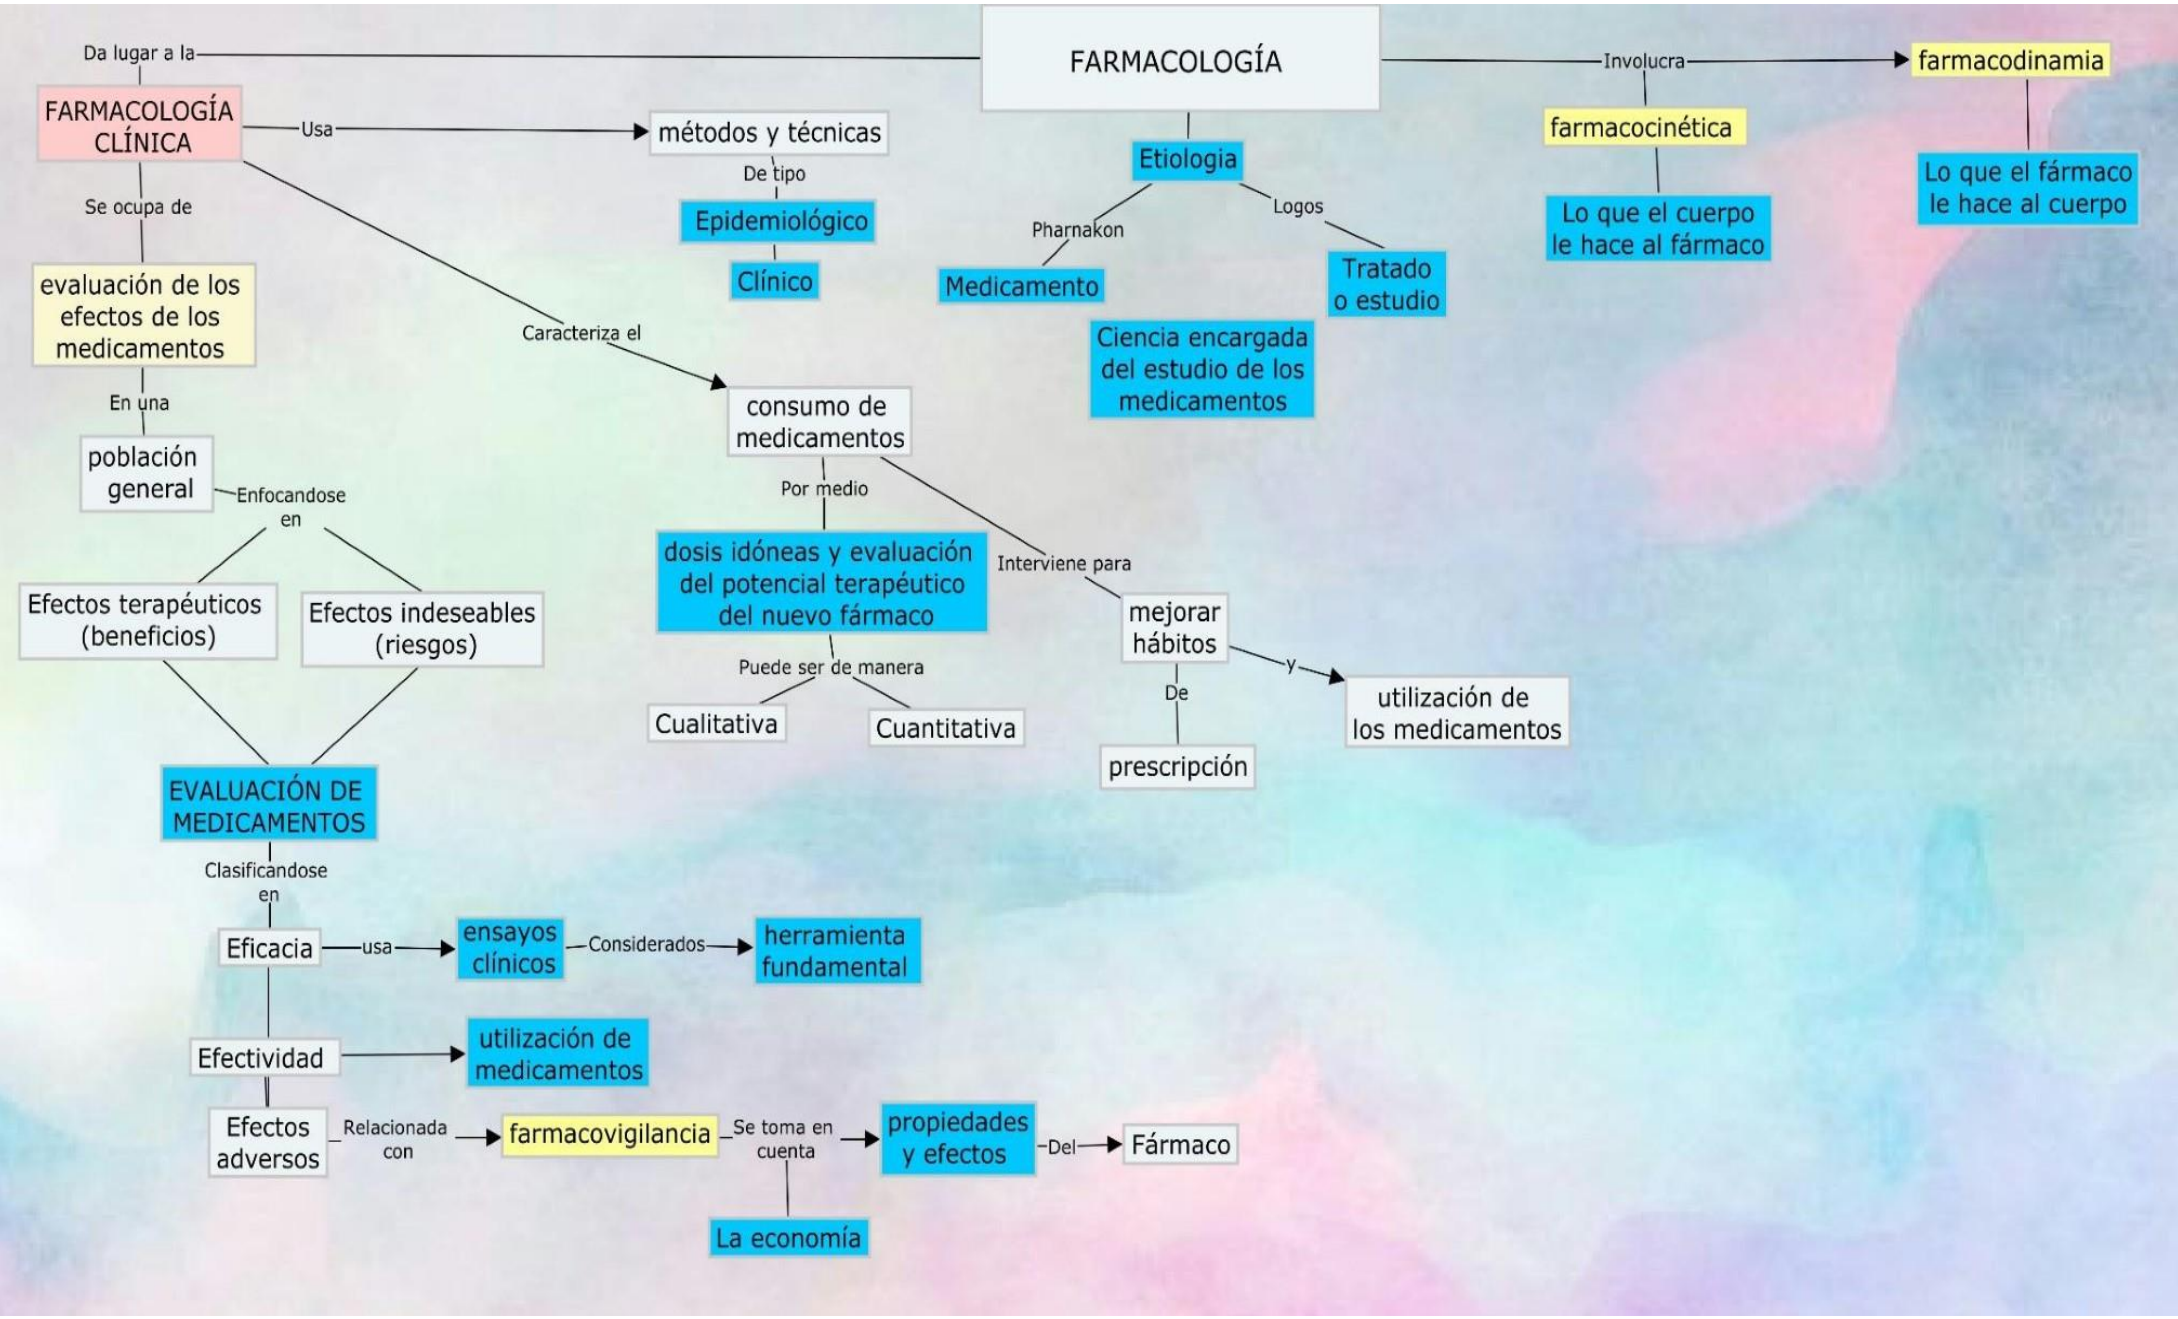 FARMACOLOGÍA
Da lugar a la
Involucra
farmacodinamia
FARMACOLOGÍA
CLÍNICA
Usa
métodos y técnicas
De tipo
Epidemiológico
Clínico
Etiologia
Pharnakon
Logos
Medicamento
Tratado
o estudio
Ciencia encargada
del estudio de los
medicamentos
farmacocinética
Lo que el cuerpo
le hace al fármaco
Lo que el fármaco
le hace al cuerpo
Se ocupa de
evaluación de los
efectos de los
medicamentos
En una
población
general
Enfocandose
en
Efectos terapéuticos
(beneficios)
Efectos indeseables
(riesgos)
Caracteriza el
consumo de
medicamentos
Por medio
dosis idóneas y evaluación
del potencial terapéutico
del nuevo fármaco
Puede ser de manera
Cualitativa
Cuantitativa
Interviene para
mejorar
hábitos
De
prescripción
y
utilización de
los medicamentos
EVALUACIÓN DE
MEDICAMENTOS
Clasificandose
en
Eficacia
usa
ensayos
clínicos
Considerados
herramienta
fundamental
Efectividad
utilización de
medicamentos
Efectos
adversos
Relacionada
con
farmacovigilancia
Se toma en
cuenta
propiedades
y efectos
Del
Fármaco
La economía